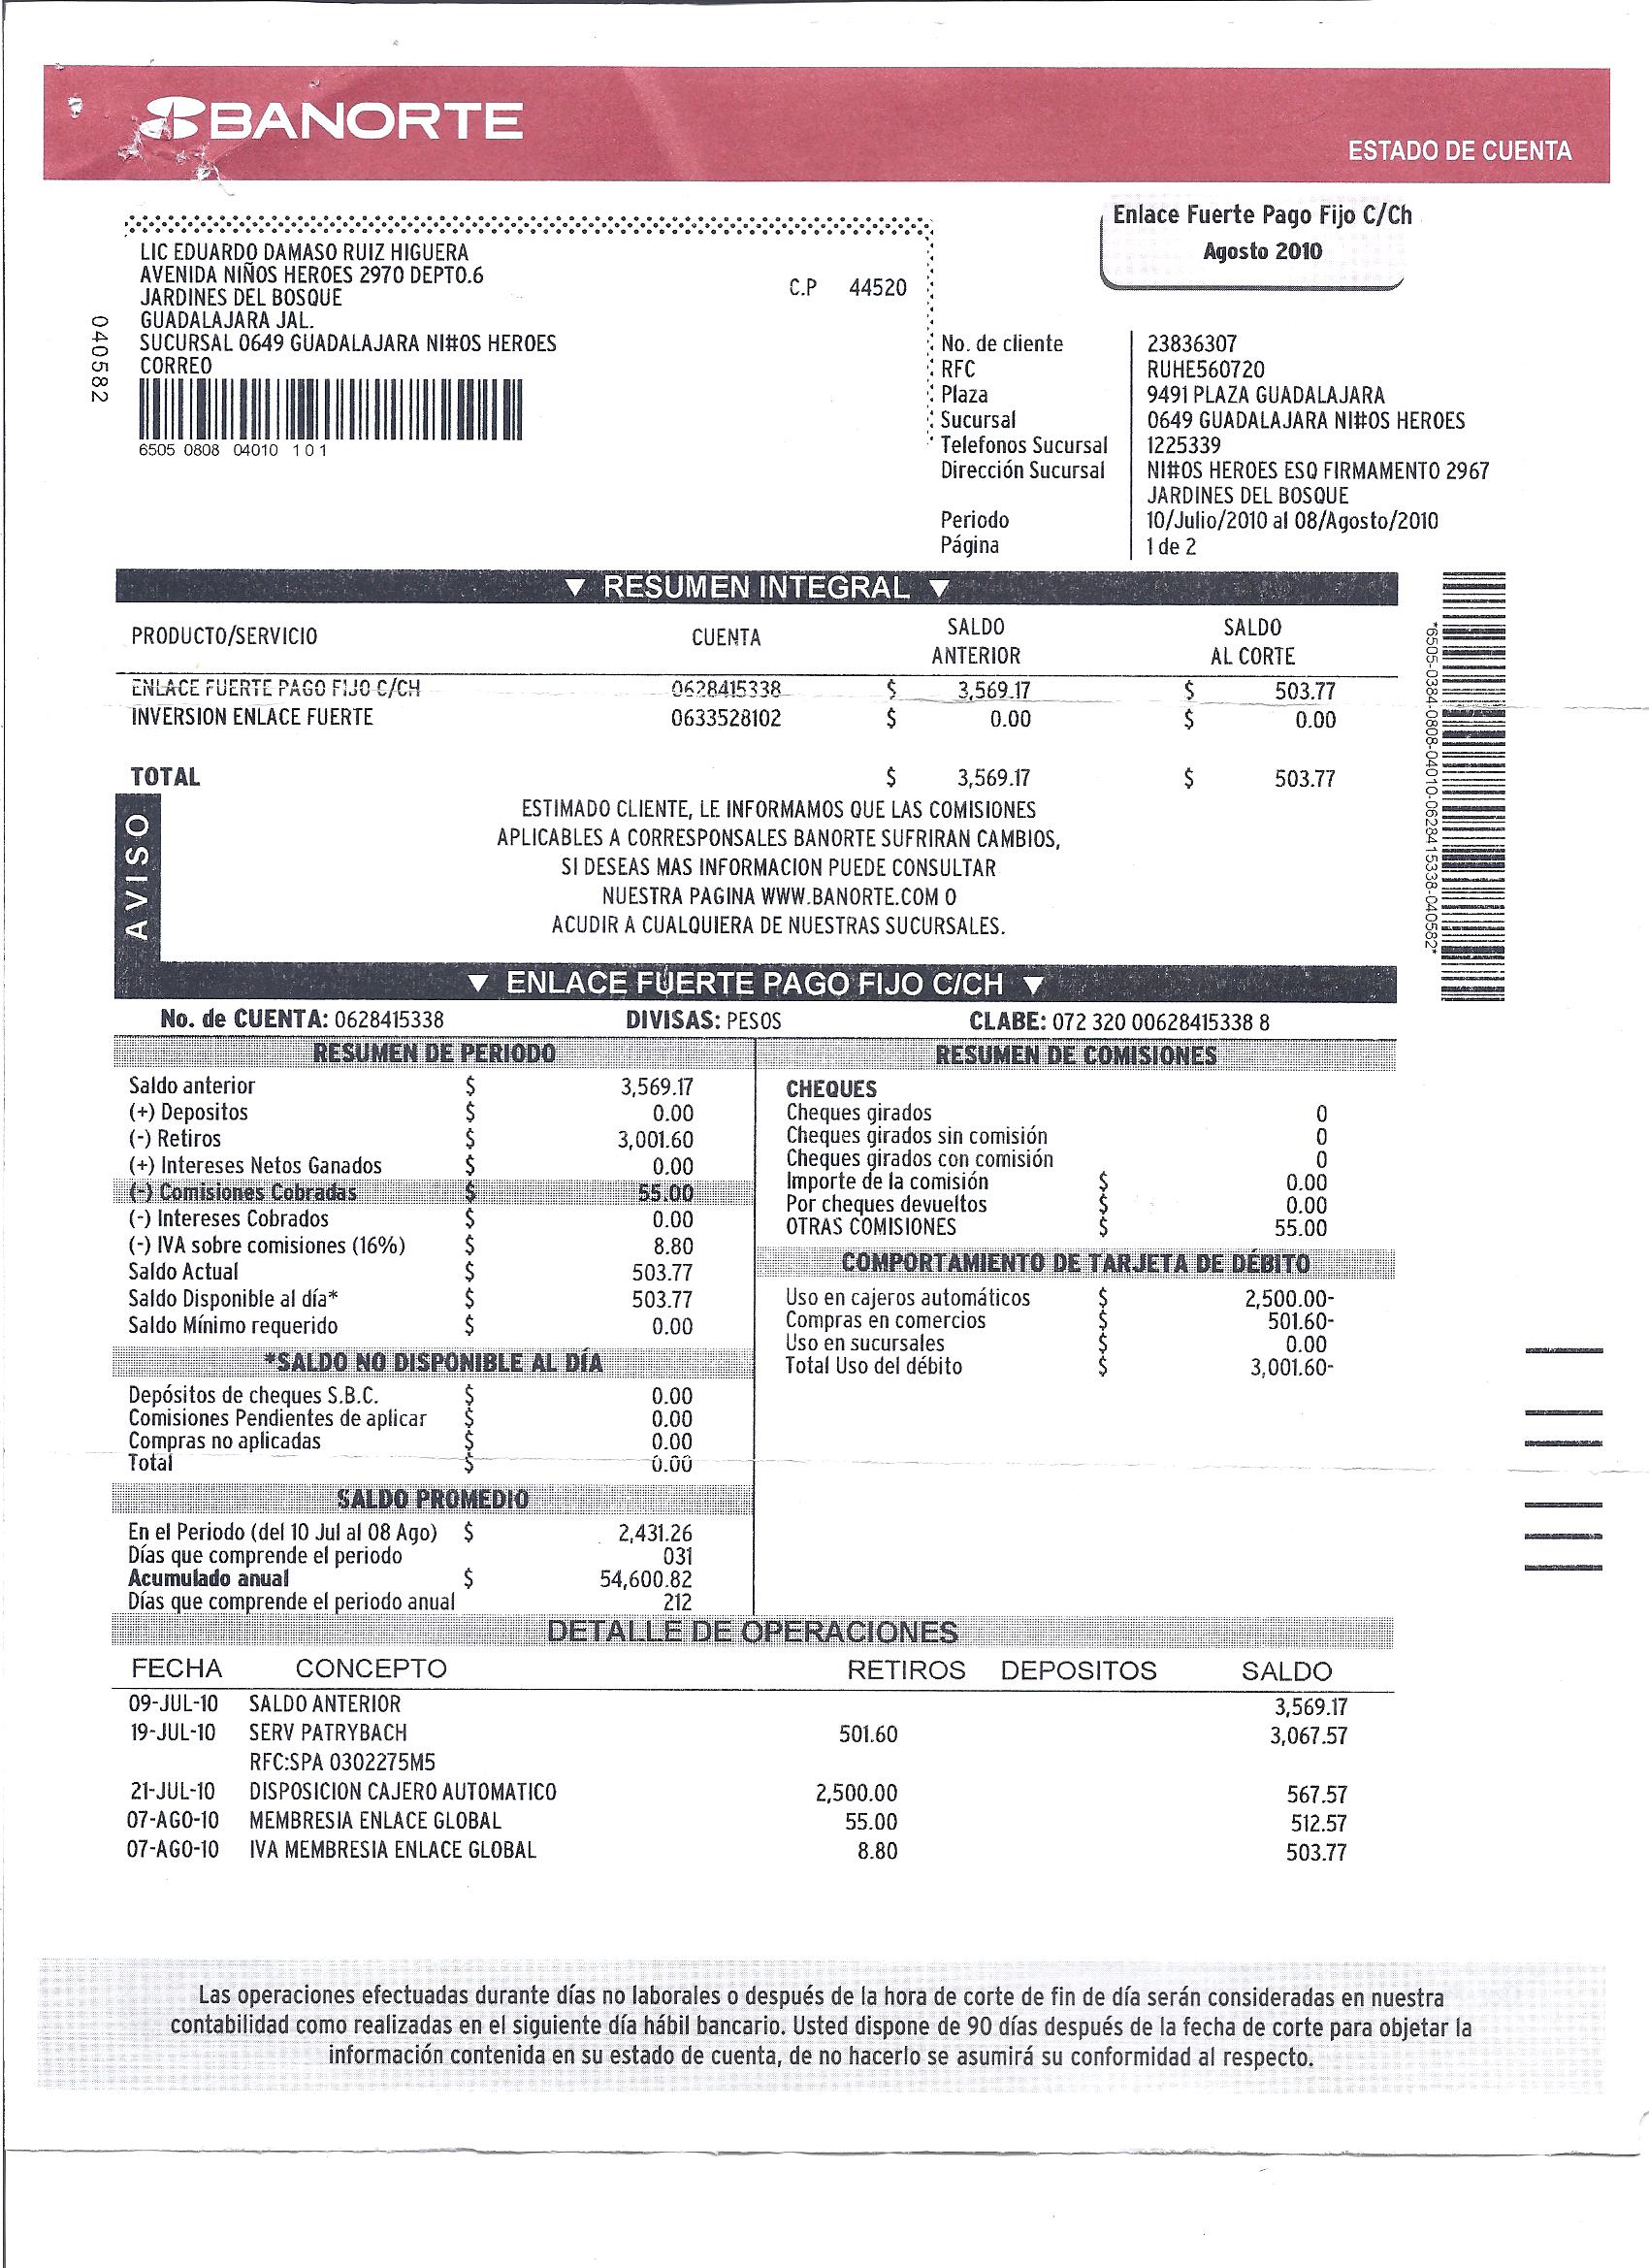 BANORTE
ESTADO DE CUENTA
Enlace Fuerte Pago Fijo C/Ch
Agosto 2010
LIC EDUARDO DAMASO RUIZ HIGUERA
AVENIDA NIÑOS HEROES 2970 DEPTO.6
JARDINES DEL BOSQUE
C.P 44520
GUADALAJARA JAL.
SUCURSAL 0649 GUADALAJARA NI#OS HEROES
CORREO
040582
6505 0808 04010 1 0 1
No. de cliente 23836307
RFC RUHE560720
Plaza 9491 PLAZA GUADALAJARA
Sucursal 0649 GUADALAJARA NI#OS HEROES
Telefonos Sucursal 1225339
Dirección Sucursal NI#OS HEROES ESQ FIRMAMENTO 2967
JARDINES DEL BOSQUE
Periodo 10/Julio/2010 al 08/Agosto/2010
Página 1 de 2
▼ RESUMEN INTEGRAL ▼
PRODUCTO/SERVICIO CUENTA SALDO ANTERIOR SALDO AL CORTE
ENLACE FUERTE PAGO FIJO C/CH 0628415338 $ 3,569.17 $ 503.77
INVERSION ENLACE FUERTE 0633528102 $ 0.00 $ 0.00
TOTAL $ 3,569.17 $ 503.77
*6505-0384-0808-04010-0628415338-040582*
AVISO
ESTIMADO CLIENTE, LE INFORMAMOS QUE LAS COMISIONES
APLICABLES A CORRESPONSALES BANORTE SUFRIRAN CAMBIOS,
SI DESEAS MAS INFORMACION PUEDE CONSULTAR
NUESTRA PAGINA WWW.BANORTE.COM O
ACUDIR A CUALQUIERA DE NUESTRAS SUCURSALES.
▼ ENLACE FUERTE PAGO FIJO C/CH ▼
No. de CUENTA: 0628415338 DIVISAS: PESOS CLABE: 072 320 00628415338 8
RESUMEN DE PERIODO
Saldo anterior $ 3,569.17
(+) Depositos $ 0.00
(-) Retiros $ 3,001.60
(+) Intereses Netos Ganados $ 0.00
(-) Comisiones Cobradas $ 55.00
(-) Intereses Cobrados $ 0.00
(-) IVA sobre comisiones (16%) $ 8.80
Saldo Actual $ 503.77
Saldo Disponible al día* $ 503.77
Saldo Mínimo requerido $ 0.00
*SALDO NO DISPONIBLE AL DÍA
Depósitos de cheques S.B.C. $ 0.00
Comisiones Pendientes de aplicar $ 0.00
Compras no aplicadas $ 0.00
Total $ 0.00
SALDO PROMEDIO
En el Periodo (del 10 Jul al 08 Ago) $ 2,431.26
Días que comprende el periodo 031
Acumulado anual $ 54,600.82
Días que comprende el periodo anual 212
RESUMEN DE COMISIONES
CHEQUES
Cheques girados 0
Cheques girados sin comisión 0
Cheques girados con comisión 0
Importe de la comisión $ 0.00
Por cheques devueltos $ 0.00
OTRAS COMISIONES $ 55.00
COMPORTAMIENTO DE TARJETA DE DÉBITO
Uso en cajeros automáticos $ 2,500.00-
Compras en comercios $ 501.60-
Uso en sucursales $ 0.00
Total Uso del débito $ 3,001.60-
DETALLE DE OPERACIONES
FECHA CONCEPTO RETIROS DEPOSITOS SALDO
09-JUL-10 SALDO ANTERIOR 3,569.17
19-JUL-10 SERV PATRYBACH 501.60 3,067.57
RFC:SPA 0302275M5
21-JUL-10 DISPOSICION CAJERO AUTOMATICO 2,500.00 567.57
07-AGO-10 MEMBRESIA ENLACE GLOBAL 55.00 512.57
07-AGO-10 IVA MEMBRESIA ENLACE GLOBAL 8.80 503.77
Las operaciones efectuadas durante días no laborales o después de la hora de corte de fin de día serán consideradas en nuestra
contabilidad como realizadas en el siguiente día hábil bancario. Usted dispone de 90 días después de la fecha de corte para objetar la
información contenida en su estado de cuenta, de no hacerlo se asumirá su conformidad al respecto.